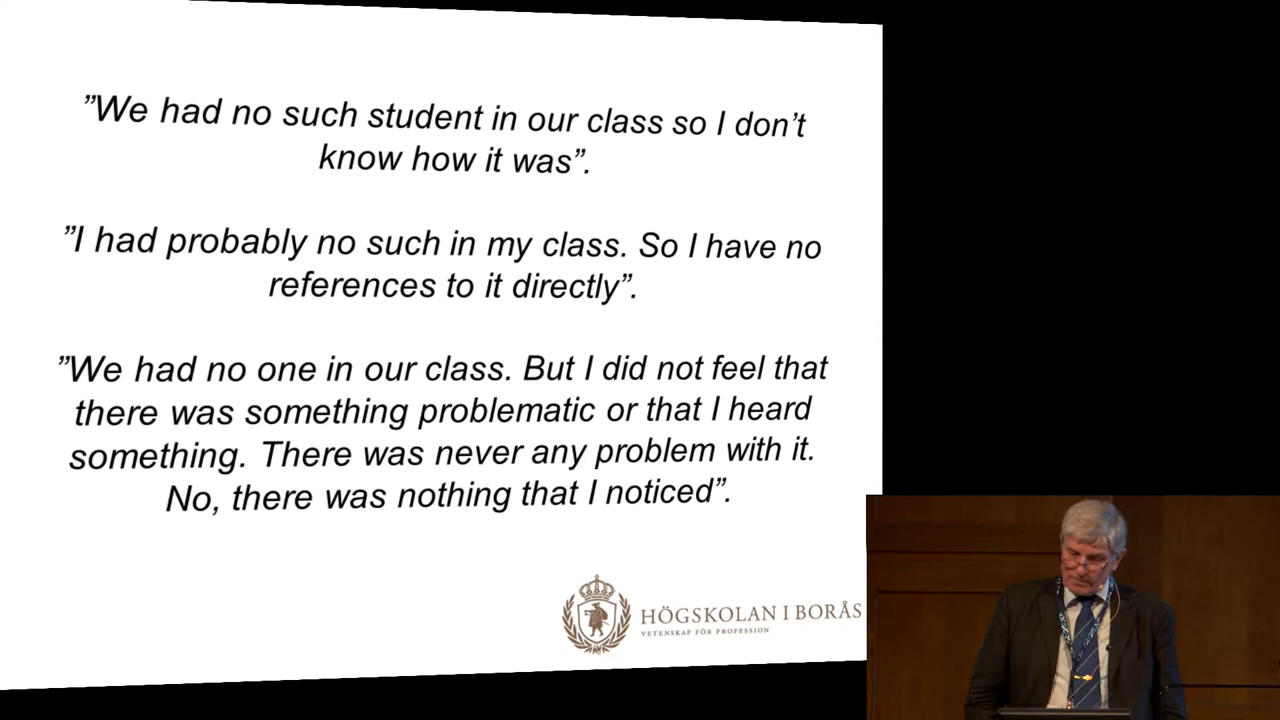 ”We had no such student in our class so I don’t
know how it was”.
”I had probably no such in my class. So I have no
references to it directly”.
”We had no one in our class. But I did not feel that
there was something problematic or that I heard
something. There was never any problem with it.
No, there was nothing that I noticed”.
HÖGSKOLAN I BORÅS
VETENSKAP FÖR PROFESSION